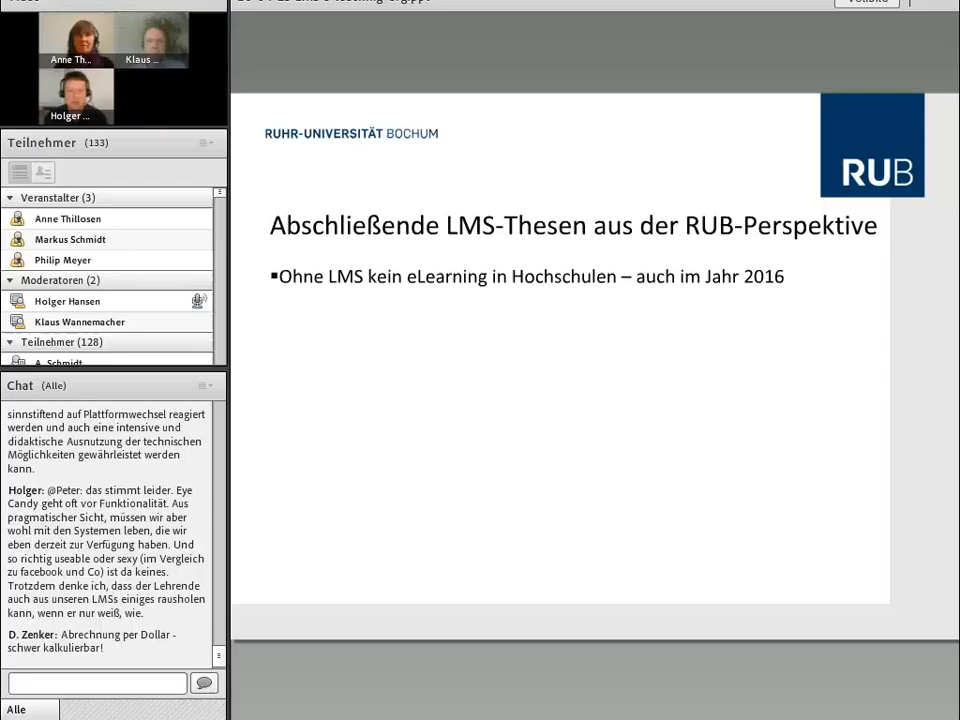 Vollbild
Anne Th...
Klaus ...
Holger ...
Teilnehmer (133)
Veranstalter (3)
Anne Thillosen
Markus Schmidt
Philip Meyer
Moderatoren (2)
Holger Hansen
Klaus Wannemacher
Teilnehmer (128)
A. Schmidt
Chat (Alle)
sinnstiftend auf Plattformwechsel reagiert
werden und auch eine intensive und
didaktische Ausnutzung der technischen
Möglichkeiten gewährleistet werden
kann.
Holger: @Peter: das stimmt leider. Eye
Candy geht oft vor Funktionalität. Aus
pragmatischer Sicht, müssen wir aber
wohl mit den Systemen leben, die wir
eben derzeit zur Verfügung haben. Und
so richtig useable oder sexy (im Vergleich
zu facebook und Co) ist da keines.
Trotzdem denke ich, dass der Lehrende
auch aus unseren LMSs einiges rausholen
kann, wenn er nur weiß, wie.
D. Zenker: Abrechnung per Dollar -
schwer kalkulierbar!
Alle
RUHR-UNIVERSITÄT BOCHUM
RUB
Abschließende LMS-Thesen aus der RUB-Perspektive
▪Ohne LMS kein eLearning in Hochschulen – auch im Jahr 2016